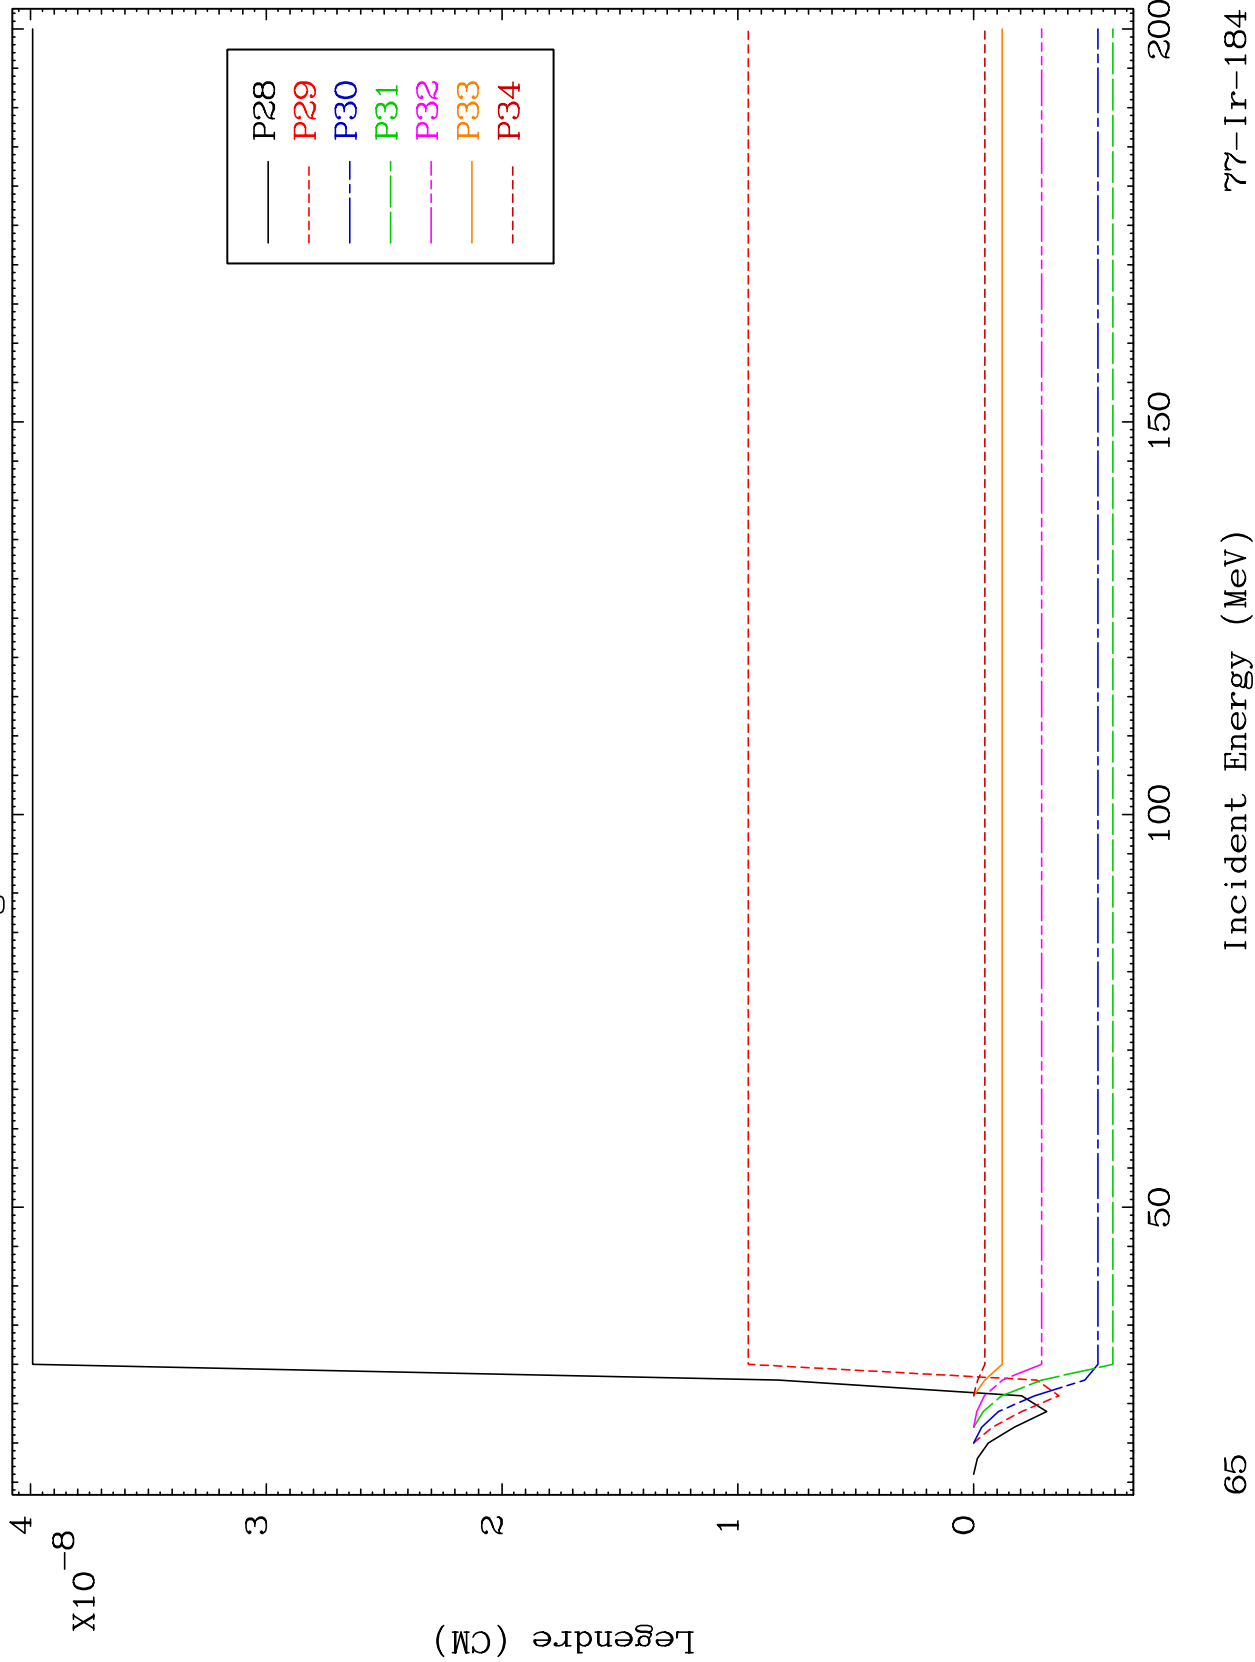 4
3
2
1
0
X10⁻⁸
Legendre (CM)
P28
P29
P30
P31
P32
P33
P34
50
100
150
200
Incident Energy (MeV)
65
77-Ir-184